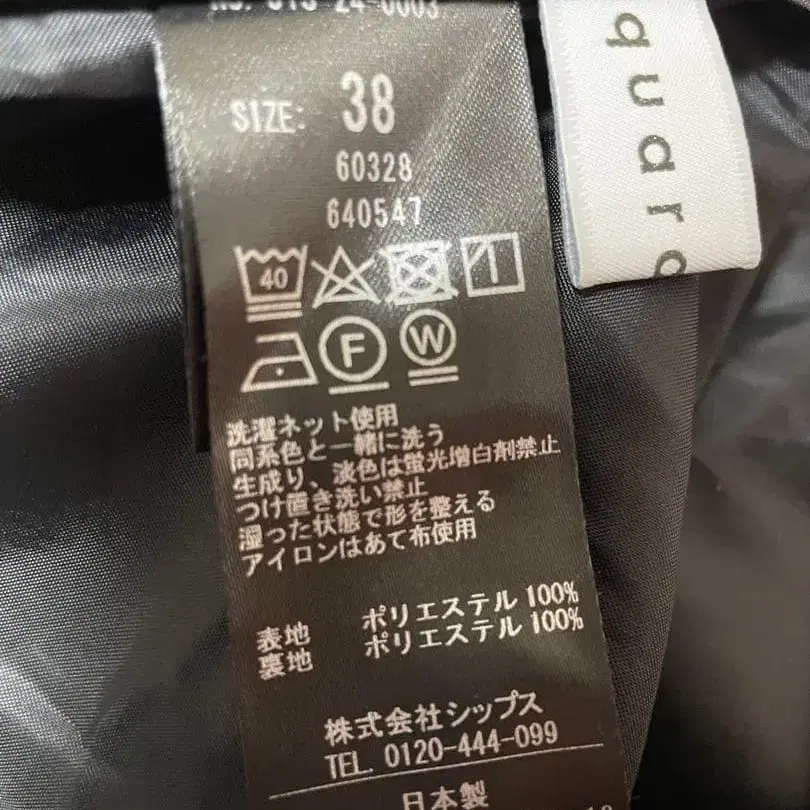 SIZE: 38
60328
640547
40
F W
洗濯ネット使用
同系色と一緒に洗う
生成り、淡色は蛍光増白剤禁止
つけ置き洗い禁止
湿った状態で形を整える
アイロンはあて布使用
表地 ポリエステル 100%
裏地 ポリエステル 100%
株式会社シップス
TEL. 0120-444-099
日本製
quar